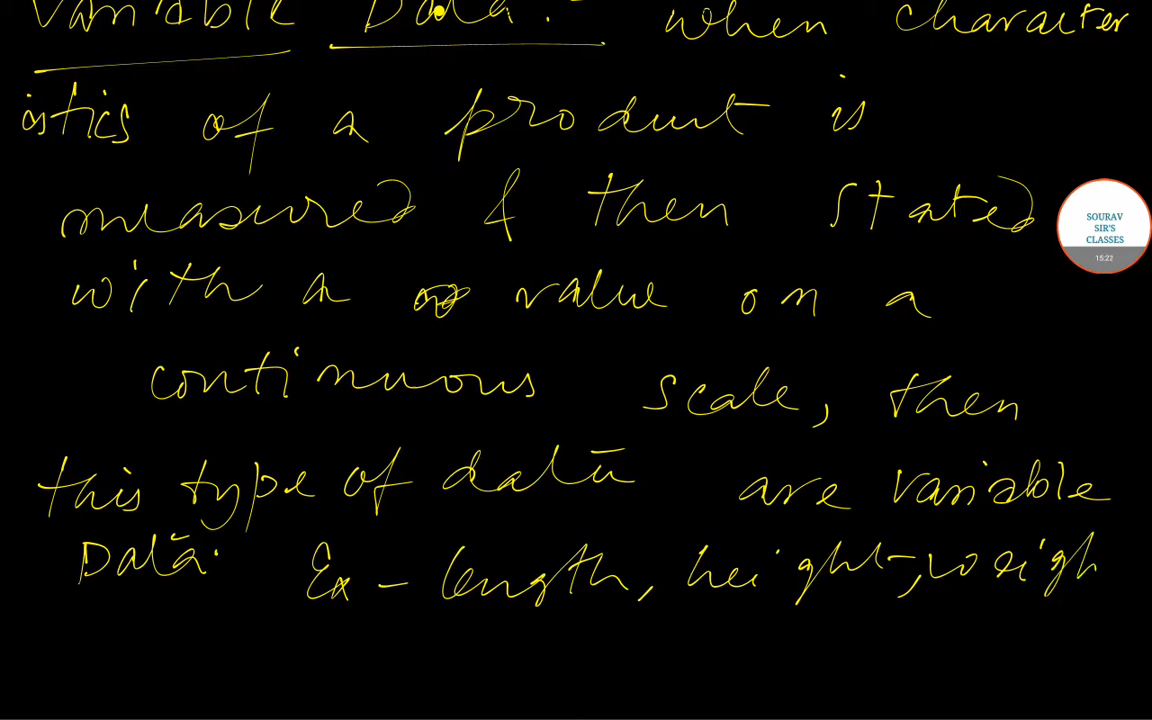 Variable Data :- when character
istics of a product is
measured & then stated
with a value on a
continuous scale, then
this type of data are variable
Data. Ex - length, height, weigh
SOURAV
SIR'S
CLASSES
15:22